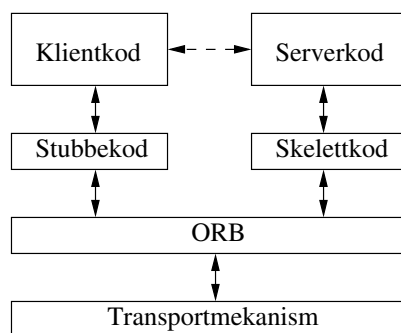 Klientkod
Serverkod
Stubbekod
Skelettkod
ORB
Transportmekanism